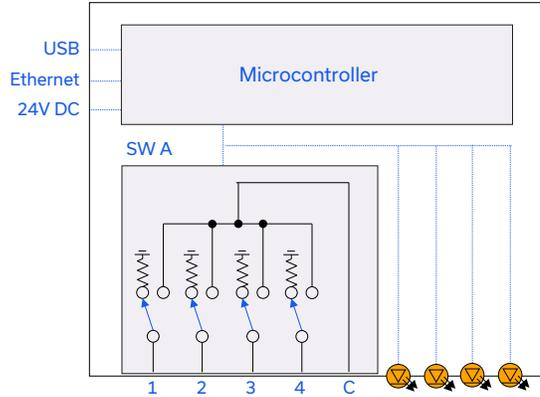 USB
Microcontroller
Ethernet
24V DC
SW A
1 2 3 4 C